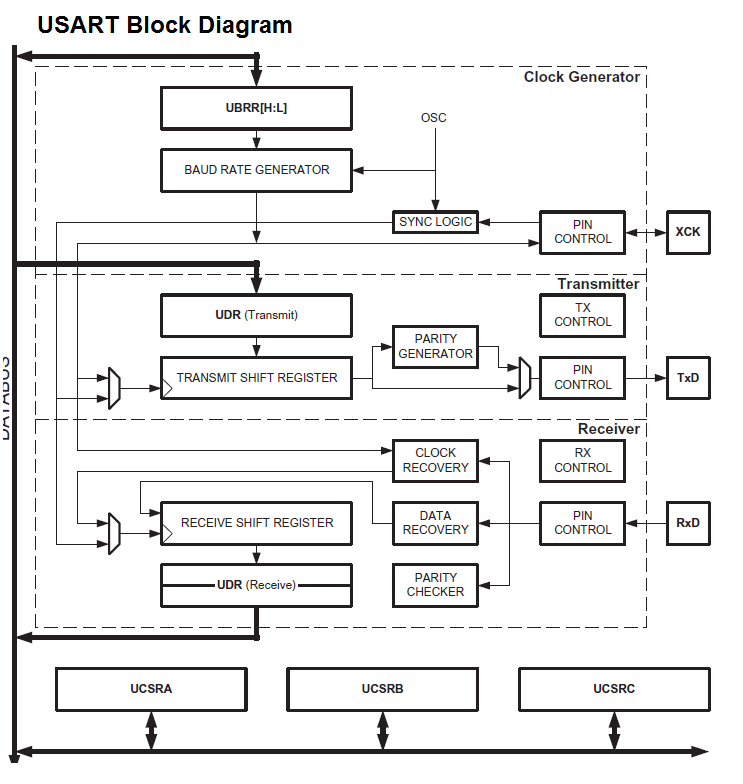 USART Block Diagram
Clock Generator
UBRR[H:L]
OSC
BAUD RATE GENERATOR
SYNC LOGIC
PIN
CONTROL
XCK
Transmitter
UDR (Transmit)
TX
CONTROL
PARITY
GENERATOR
TRANSMIT SHIFT REGISTER
PIN
CONTROL
TxD
DATABUS
Receiver
CLOCK
RECOVERY
RX
CONTROL
RECEIVE SHIFT REGISTER
DATA
RECOVERY
PIN
CONTROL
RxD
UDR (Receive)
PARITY
CHECKER
UCSRA
UCSRB
UCSRC